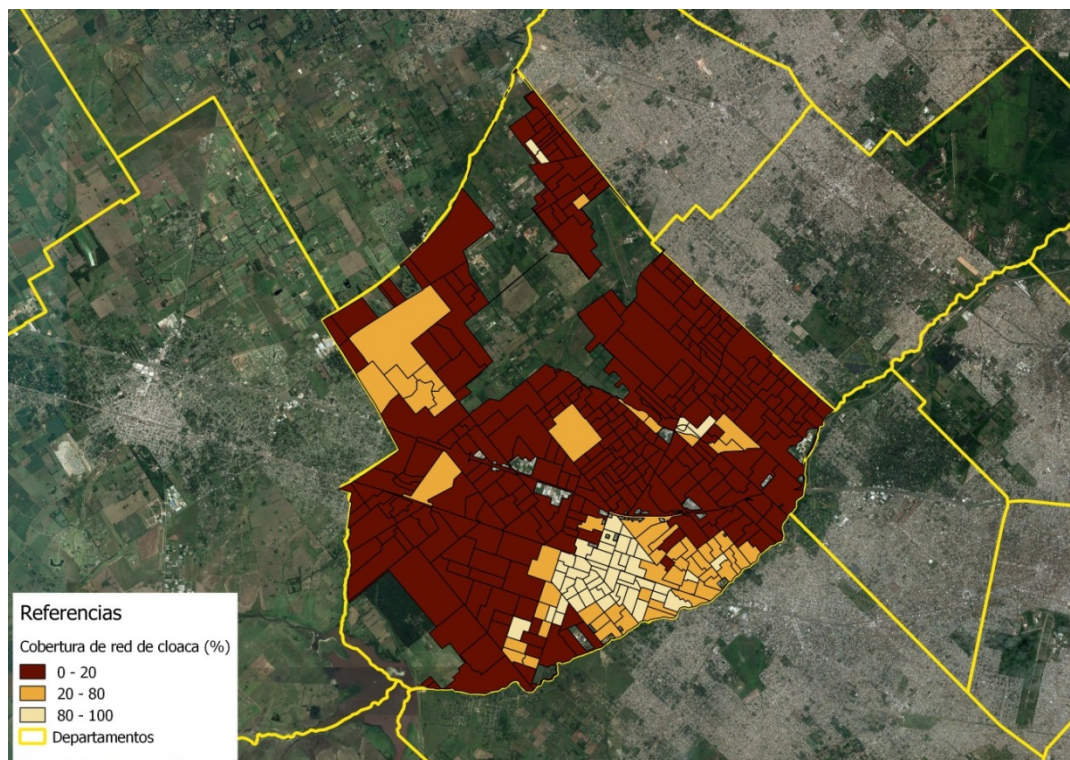 Referencias
Cobertura de red de cloaca (%)
0 - 20
20 - 80
80 - 100
Departamentos